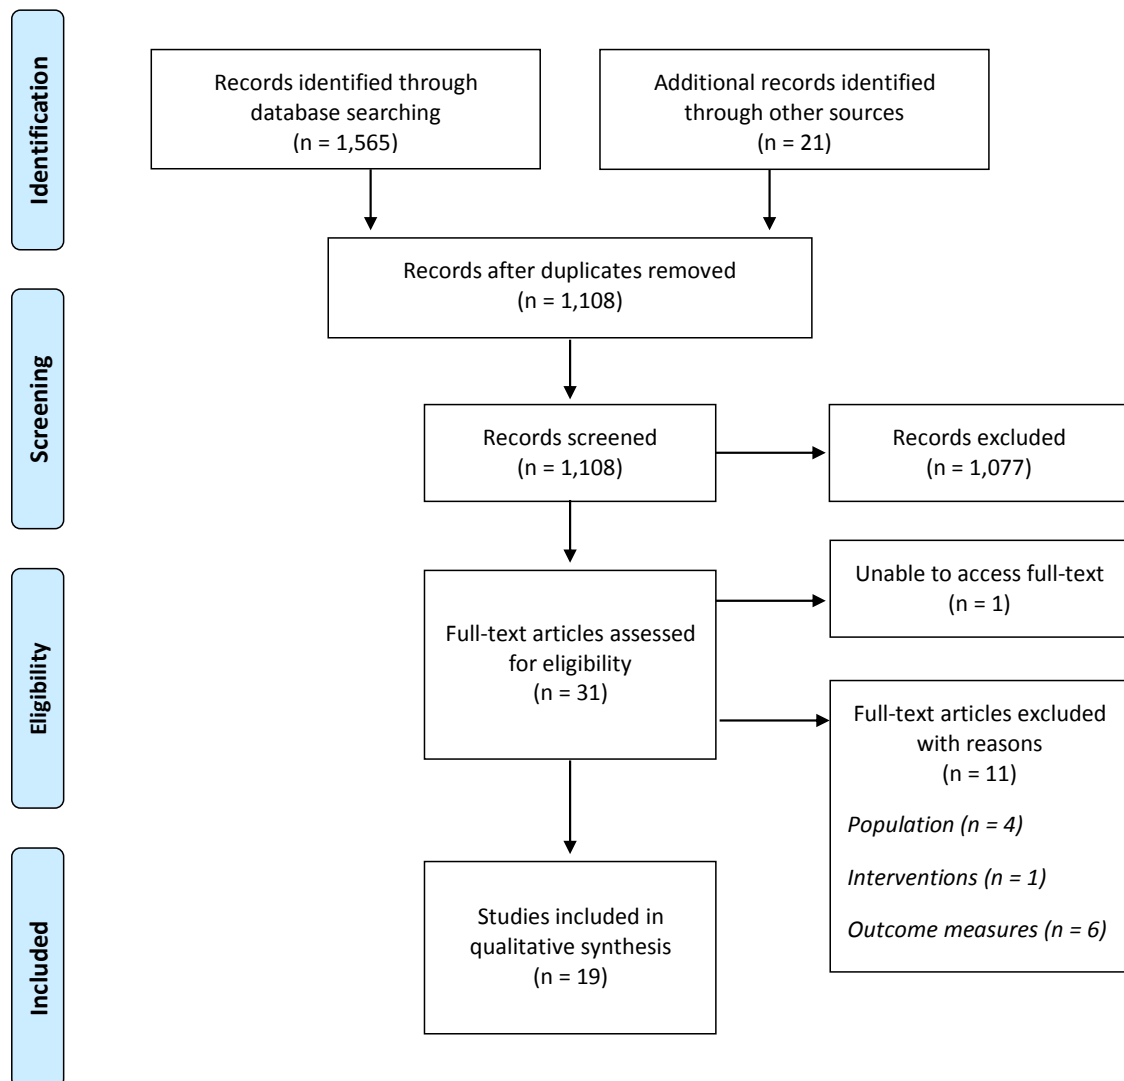 Identification
Records identified through
database searching
(n = 1,565)
Additional records identified
through other sources
(n = 21)
Records after duplicates removed
(n = 1,108)
Screening
Records screened
(n = 1,108)
Records excluded
(n = 1,077)
Eligibility
Full-text articles assessed
for eligibility
(n = 31)
Unable to access full-text
(n = 1)
Full-text articles excluded
with reasons
(n = 11)
Population (n = 4)
Interventions (n = 1)
Outcome measures (n = 6)
Included
Studies included in
qualitative synthesis
(n = 19)